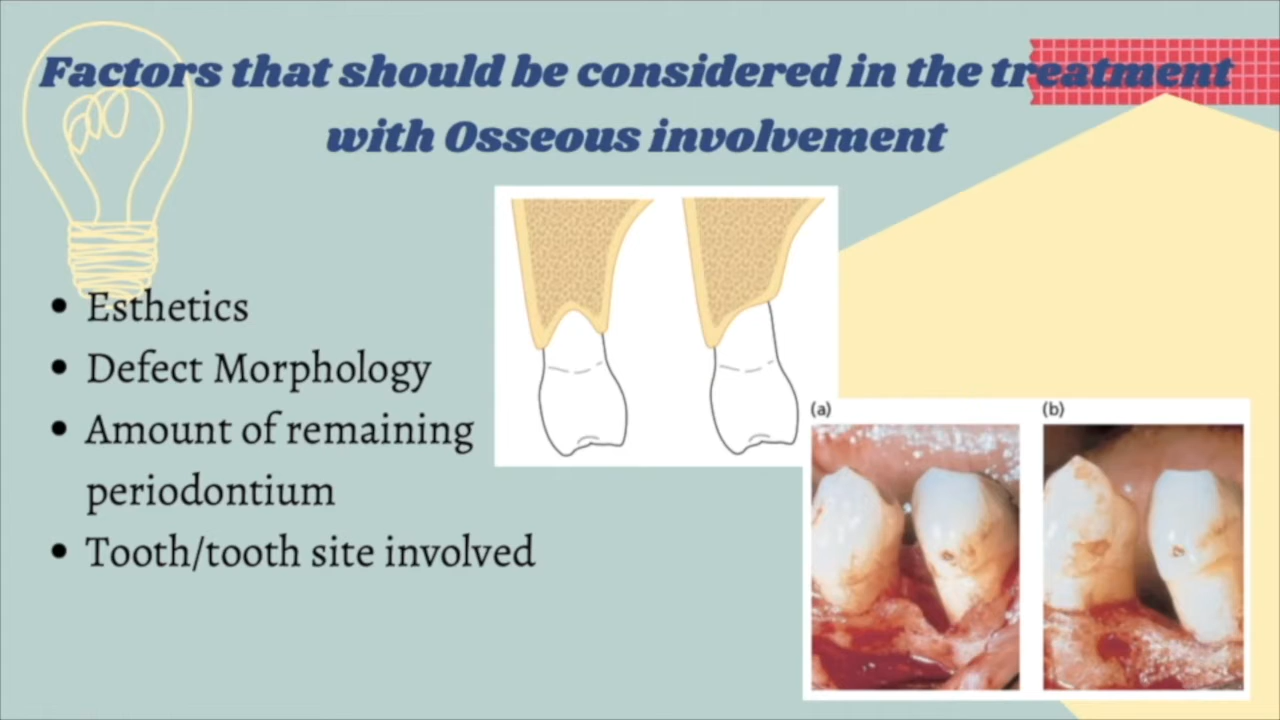 Factors that should be considered in the treatment
with Osseous involvement
• Esthetics
• Defect Morphology
• Amount of remaining
periodontium
• Tooth/tooth site involved
(a)
(b)